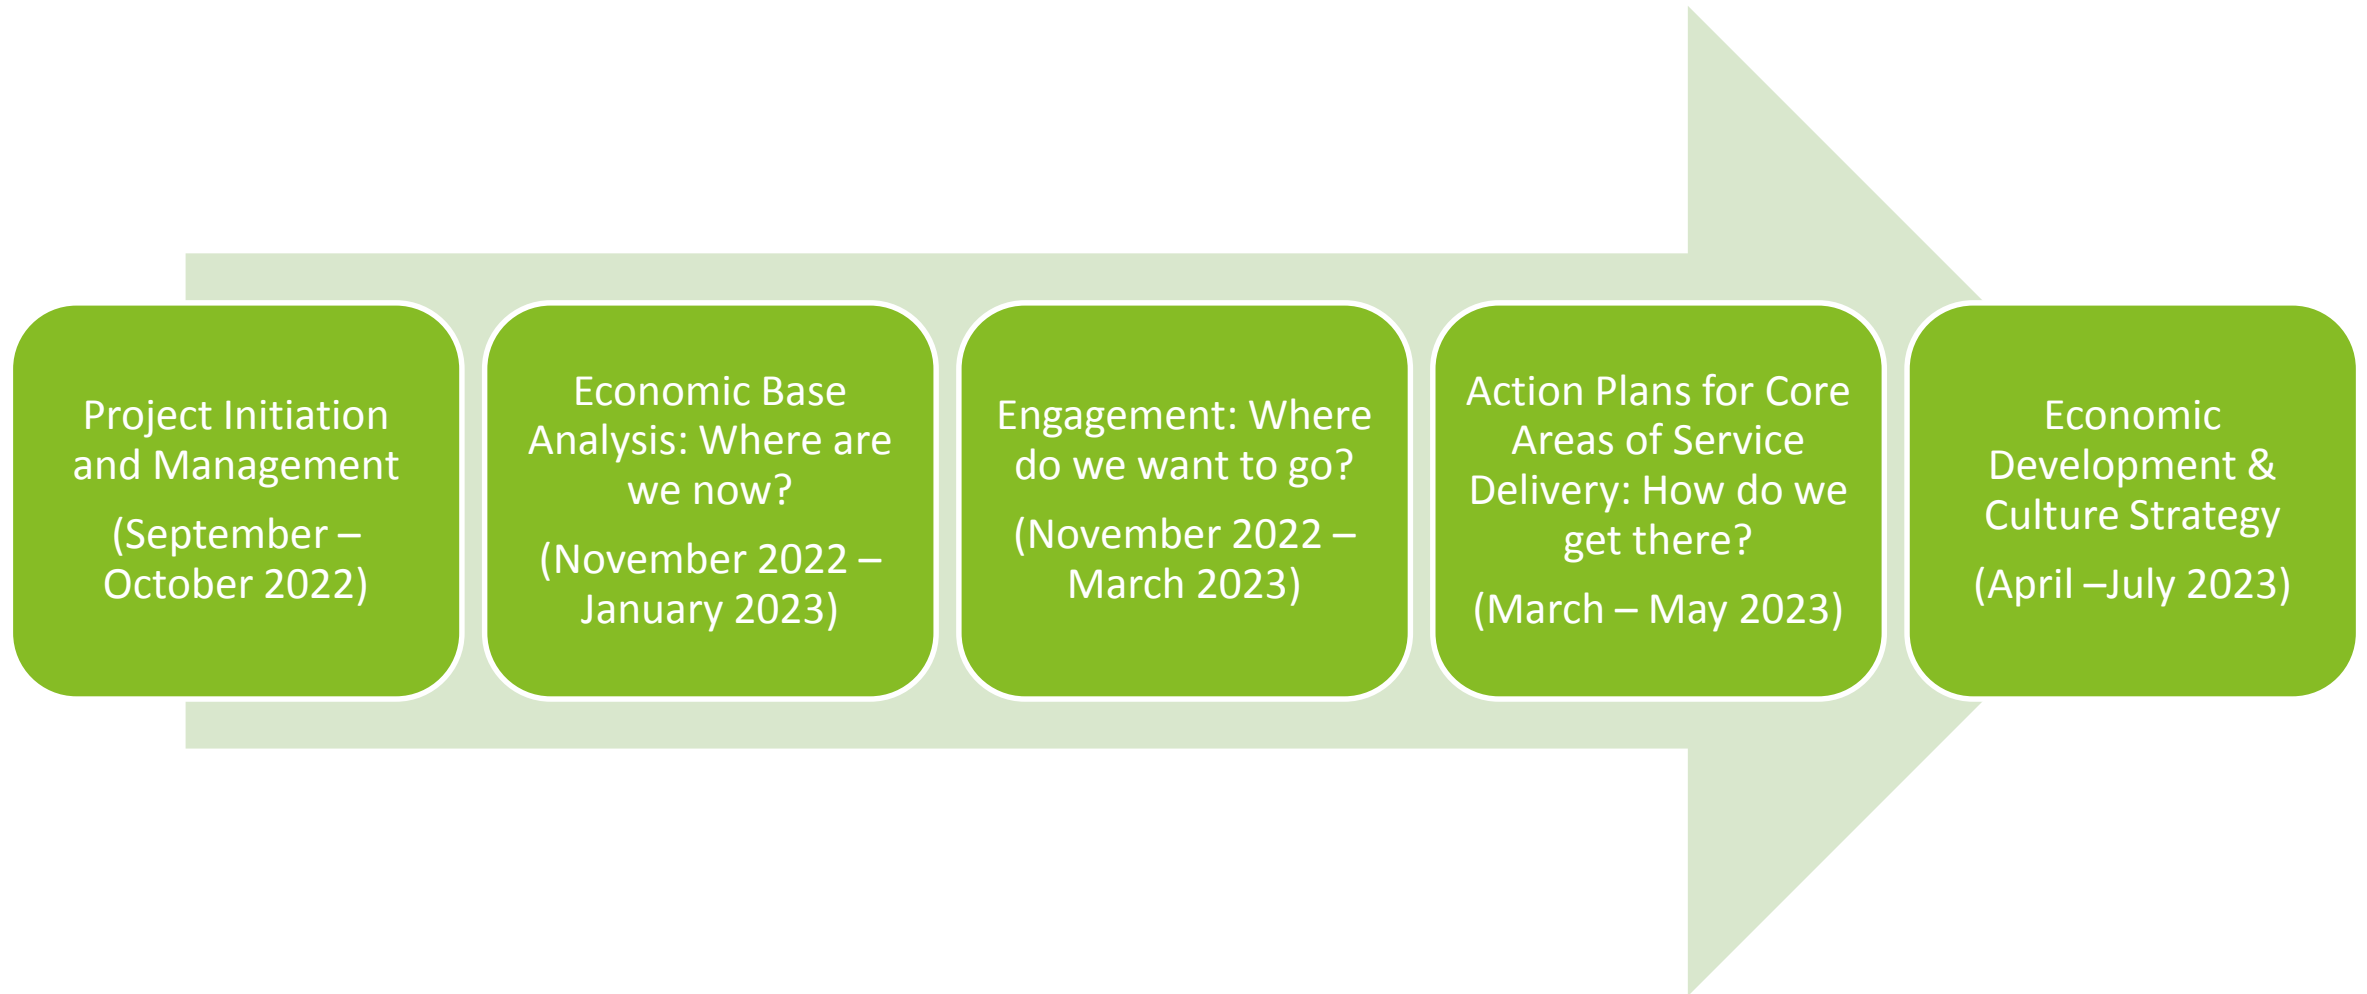 Project Initiation
and Management
(September –
October 2022)
Economic Base
Analysis: Where are
we now?
(November 2022 –
January 2023)
Engagement: Where
do we want to go?
(November 2022 –
March 2023)
Action Plans for Core
Areas of Service
Delivery: How do we
get there?
(March – May 2023)
Economic
Development &
Culture Strategy
(April –July 2023)